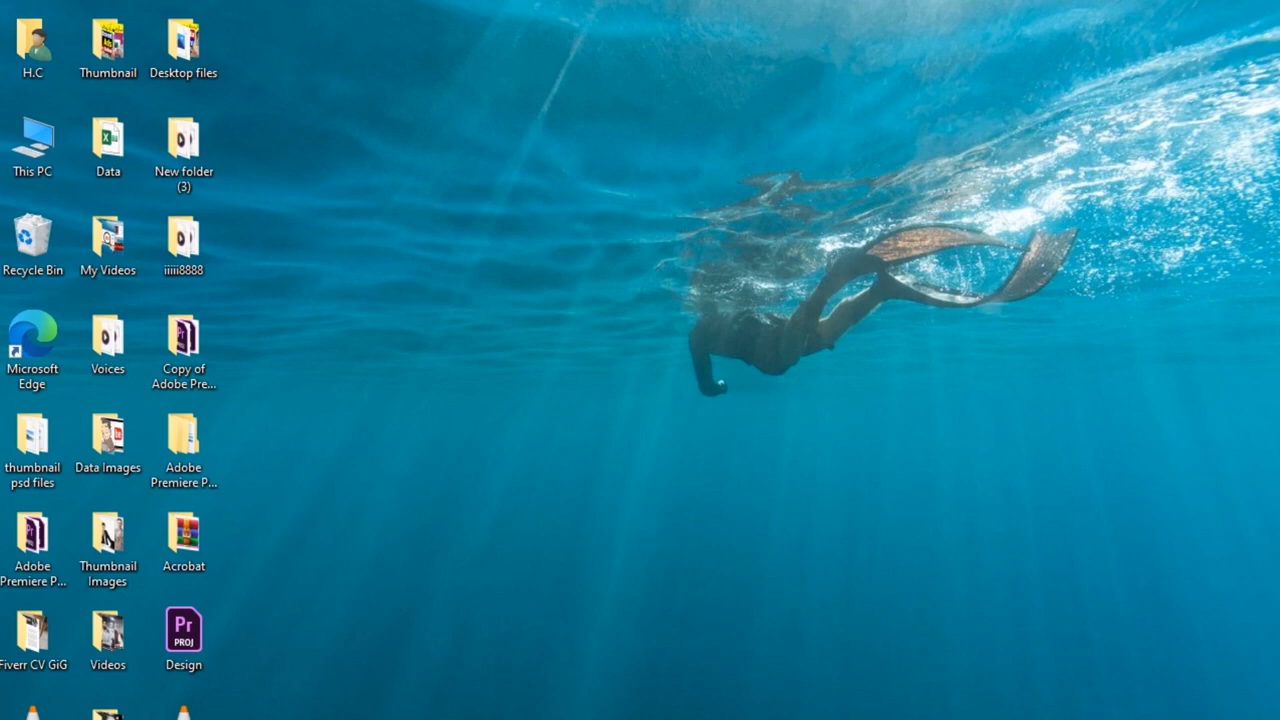 H.C
Thumbnail
Desktop files
This PC
Data
New folder
(3)
Recycle Bin
My Videos
iiiii8888
Microsoft
Edge
Voices
Copy of
Adobe Pre...
thumbnail
psd files
Data Images
Adobe
Premiere P...
Adobe
Premiere P...
Thumbnail
Images
Acrobat
Fiverr CV GiG
Videos
Pr
PROJ
Design